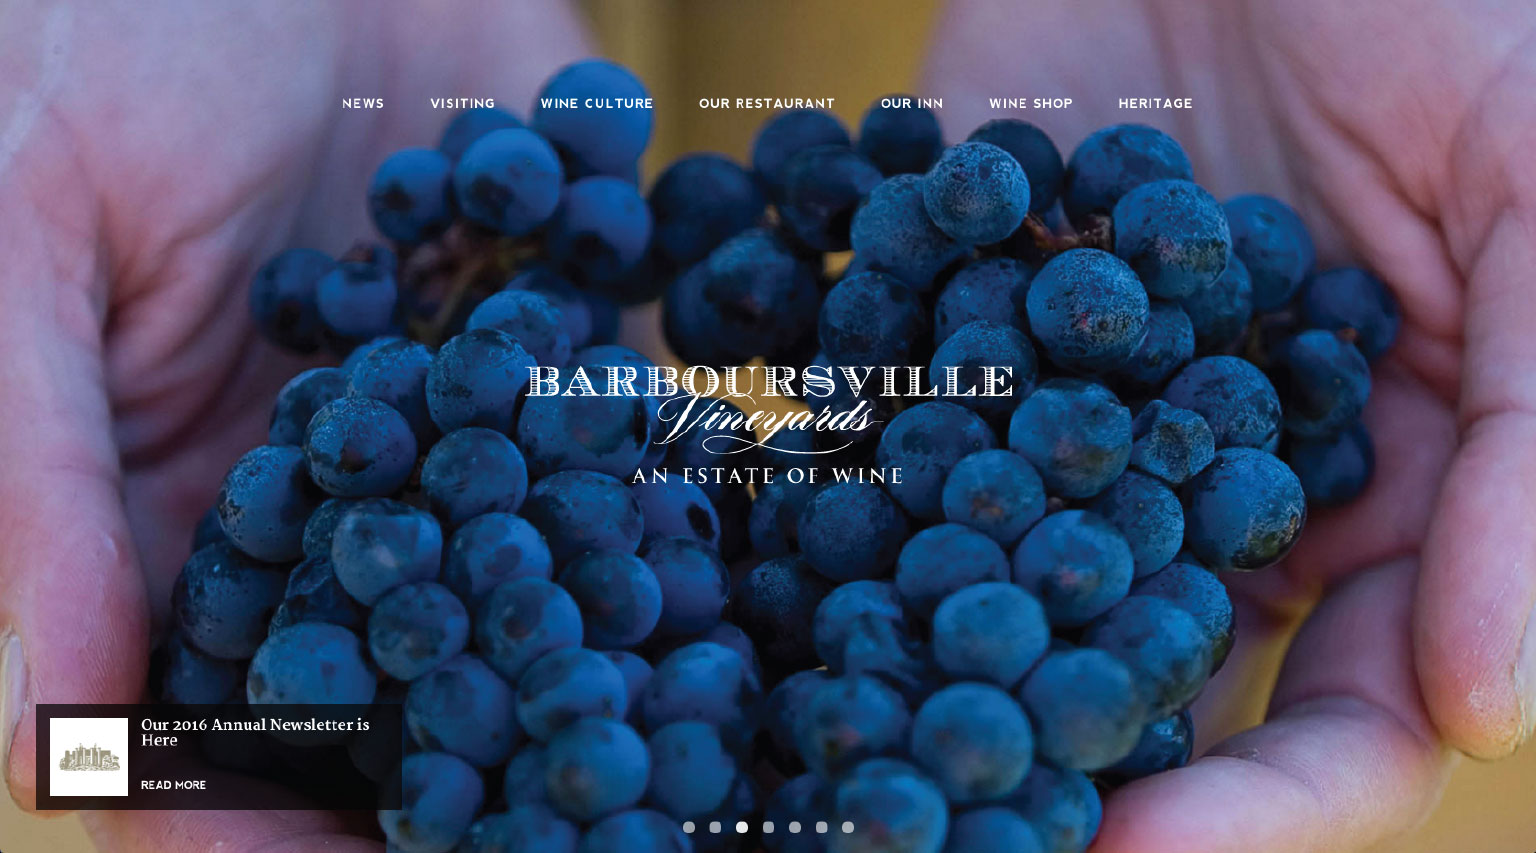 NEWS VISITING WINE CULTURE OUR RESTAURANT OUR INN WINE SHOP HERITAGE
BARBOURSVILLE
Vineyards
AN ESTATE OF WINE
Our 2016 Annual Newsletter is
Here
READ MORE